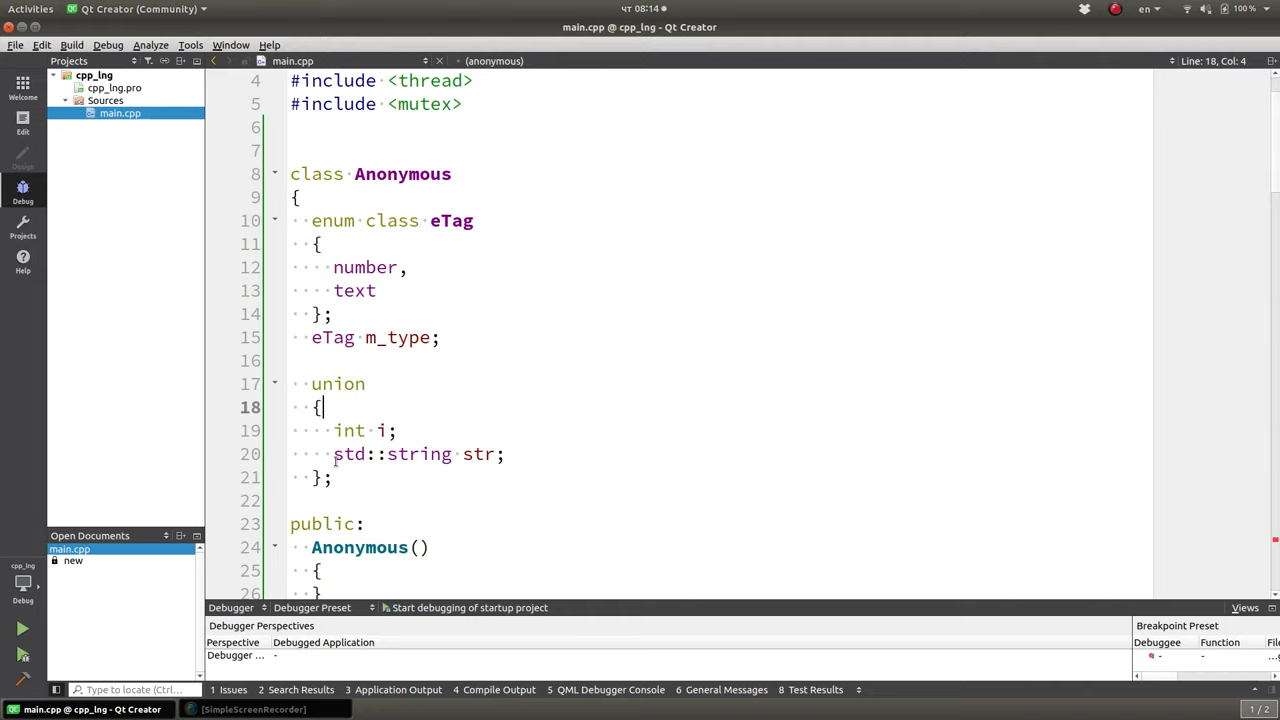 Activities Qt Creator (Community) чт 08:14 en 100 %
main.cpp @ cpp_lng - Qt Creator
File Edit Build Debug Analyze Tools Window Help
Projects main.cpp (anonymous) Line: 18, Col: 4
cpp_lng
cpp_lng.pro
Sources
main.cpp
Welcome
Edit
Design
Debug
Projects
Help
4 #include <thread>
5 #include <mutex>
6
7
8 class Anonymous
9 {
10 enum class eTag
11 {
12 number,
13 text
14 };
15 eTag m_type;
16
17 union
18 {
19 int i;
20 std::string str;
21 };
22
23 public:
24 Anonymous()
25 {
26 }
Open Documents
main.cpp
new
cpp_lng
Debug
Debugger Debugger Preset Start debugging of startup project Views
Debugger Perspectives Breakpoint Preset
Perspective Debugged Application Debuggee Function
Debugger ... - - -
Type to locate (Ctrl... 1 Issues 2 Search Results 3 Application Output 4 Compile Output 5 QML Debugger Console 6 General Messages 8 Test Results
main.cpp @ cpp_lng - Qt Creator [SimpleScreenRecorder] 1 / 2